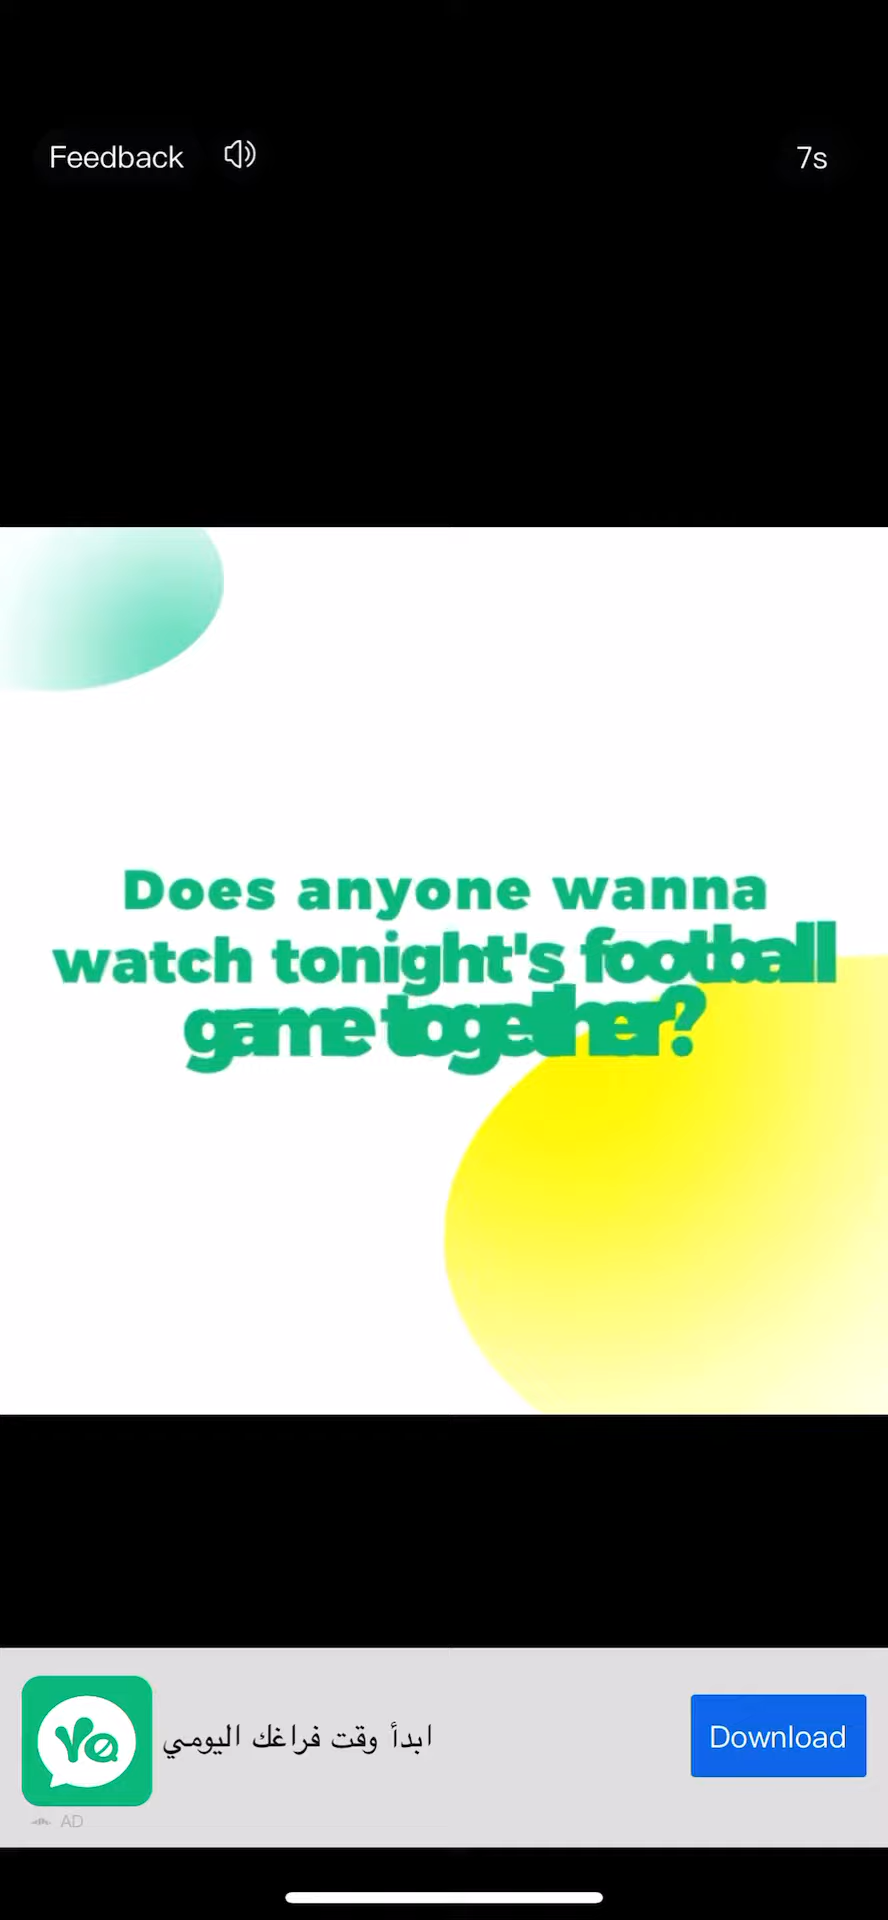 Feedback
7s
Does anyone wanna
watch tonight's football
game together?
ابدأ وقت فراغك اليومي
Download
AD